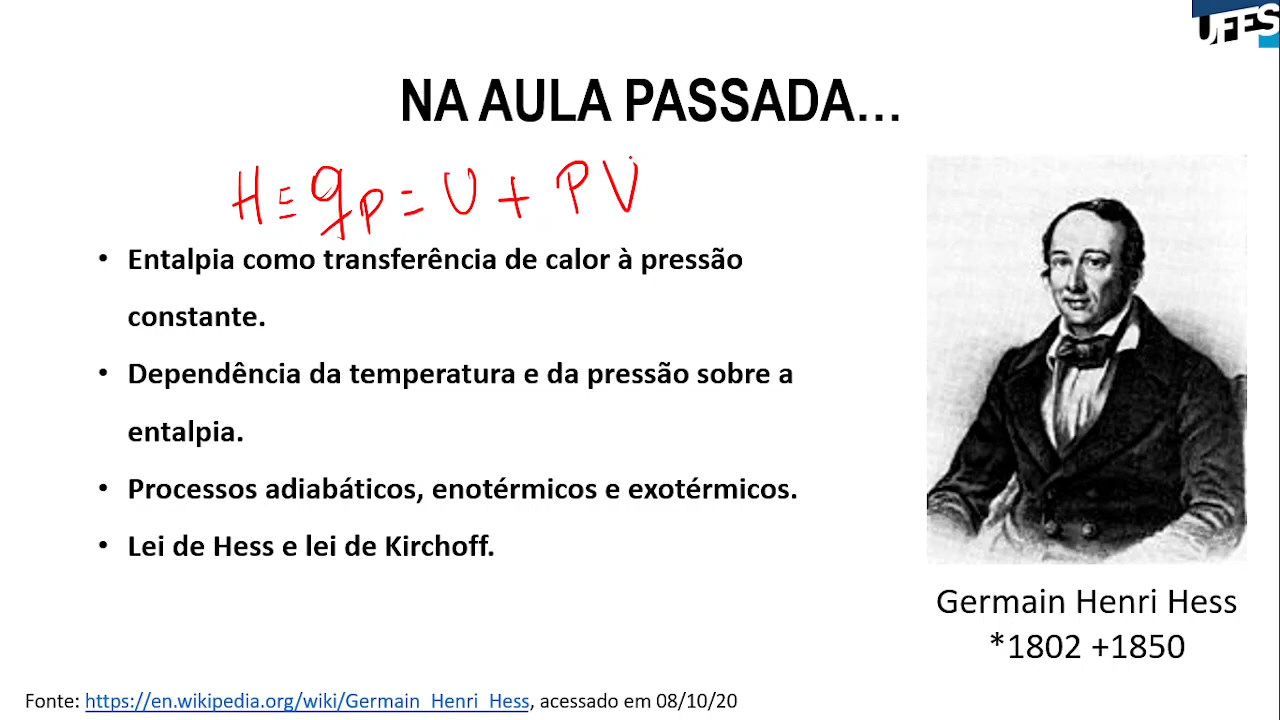 UFES
NA AULA PASSADA...
H ≡ qp = U + PV
• Entalpia como transferência de calor à pressão
constante.
• Dependência da temperatura e da pressão sobre a
entalpia.
• Processos adiabáticos, enotérmicos e exotérmicos.
• Lei de Hess e lei de Kirchoff.
Germain Henri Hess
*1802 +1850
Fonte: https://en.wikipedia.org/wiki/Germain_Henri_Hess, acessado em 08/10/20